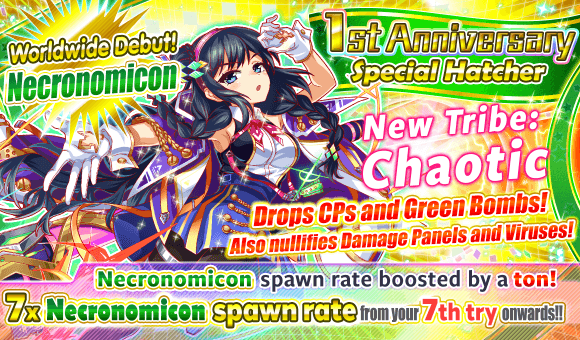 Worldwide Debut!
Necronomicon
1st Anniversary
Special Hatcher
New Tribe:
Chaotic
Drops CPs and Green Bombs!
Also nullifies Damage Panels and Viruses!
Necronomicon spawn rate boosted by a ton!
7x Necronomicon spawn rate from your 7th try onwards!!